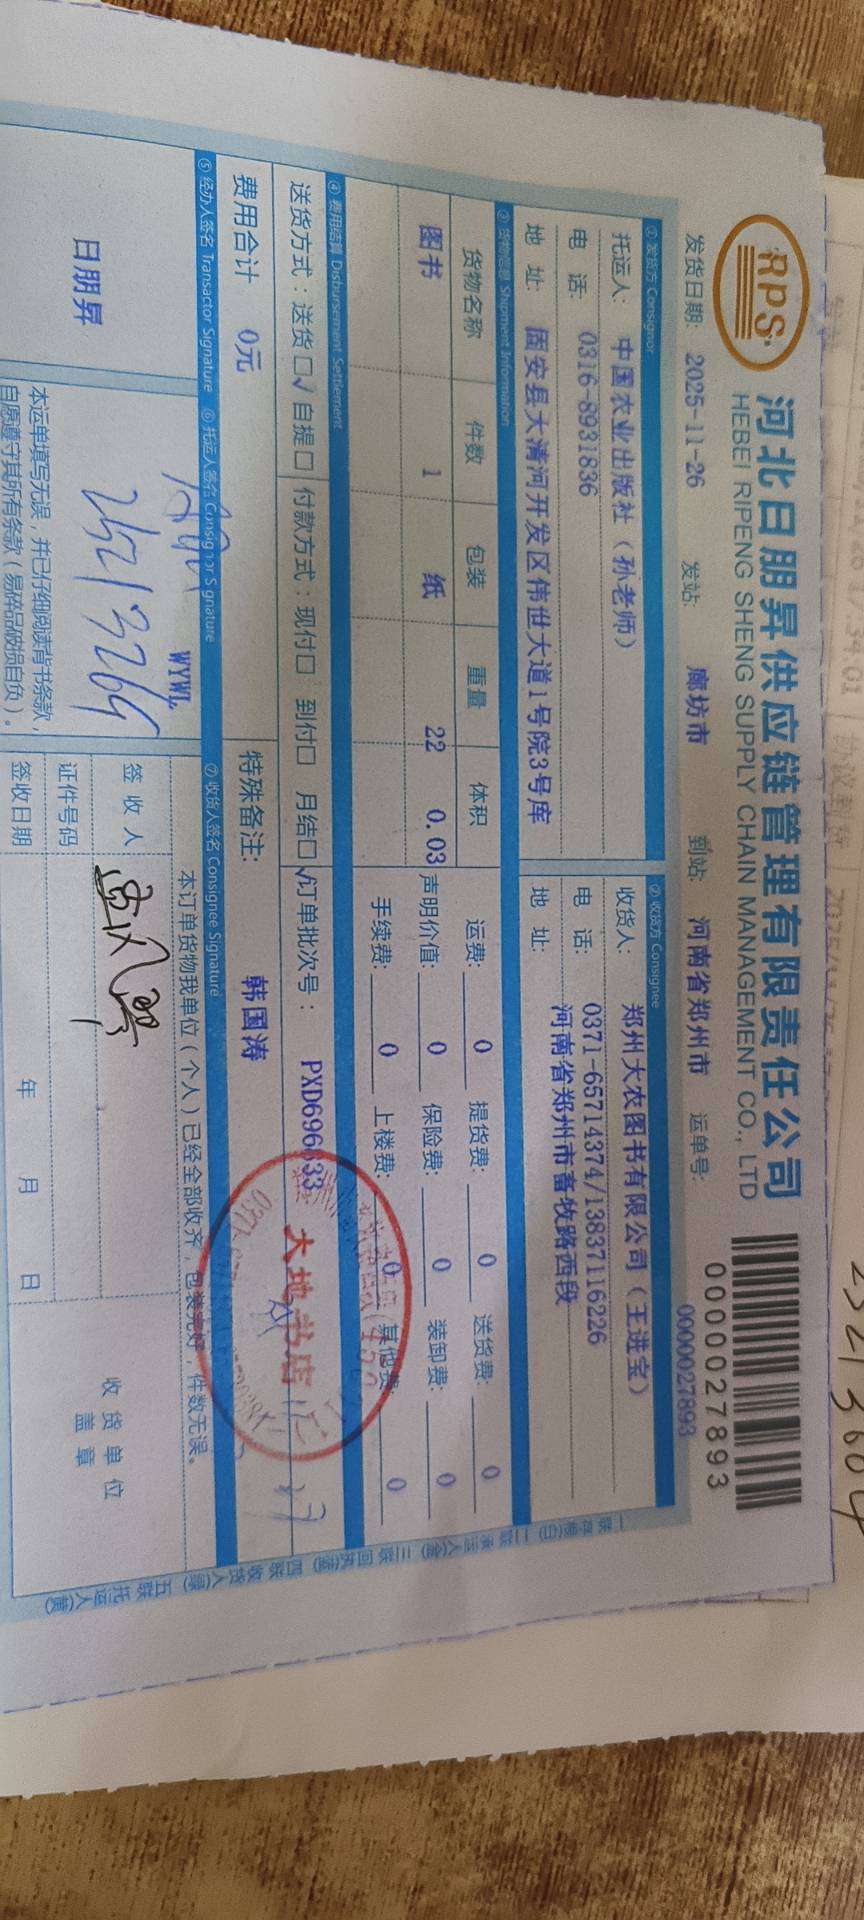 RPS
河北日朋昇供应链管理有限责任公司
HEBEI RIPENG SHENG SUPPLY CHAIN MANAGEMENT CO., LTD
0000027893
发货日期: 2025-11-26 发站: 廊坊市 到站: 河南省郑州市 运单号: 0000027893
① 发货方 Consignor ② 收货方 Consignee
托运人: 中国农业出版社（孙老师） 收货人: 郑州大农图书有限公司（王进宝）
电 话: 0316-8931836 电 话: 0371-65714374/13837116226
地 址: 固安县大清河开发区伟世大道1号院3号库 地 址: 河南省郑州市畜牧路西段
③ 货物信息 Shipment Information
货物名称 件数 包装 重量 体积 运费: 0 提货费: 0 送货费: 0
图书 1 纸 22 0.03 声明价值: 0 保险费: 0 装卸费: 0
手续费: 0 上楼费: 0 其他费: 0
④ 费用结算 Disbursement Settlement
送货方式: 送货□√ 自提□ 付款方式: 现付□ 到付□ 月结□√ 订单批次号: PXD696033
费用合计 0元 特殊备注: 韩国涛
大地书店
⑤ 经办人签名 Transactor Signature ⑥ 托运人签名 Consignor Signature ⑦ 收货人签名 Consignee Signature
日朋昇
WYWL
本运单填写无误，并已仔细阅读背书条款，
自愿遵守其所有条款（易碎品破损自负）。
本订单货物我单位（个人）已经全部收齐，包装完好，件数无误。
签 收 人
证件号码
签收日期 年 月 日
收货单位
盖章